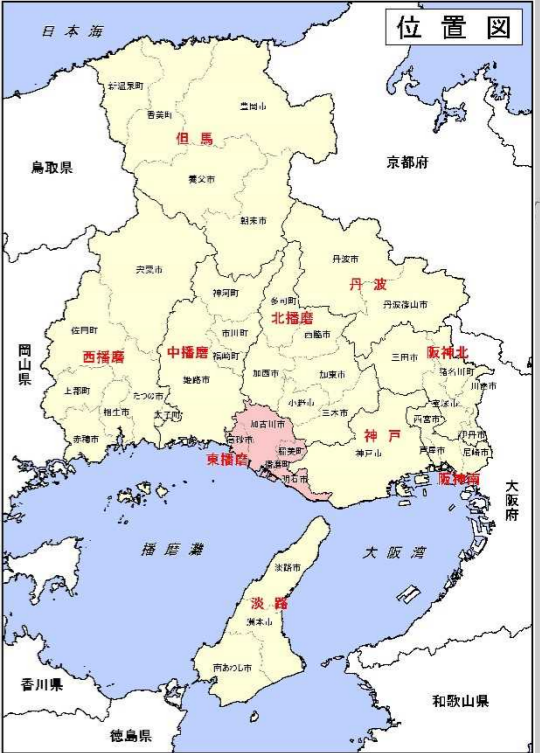 位置図
日本海
新温泉町
香美町
豊岡市
但馬
鳥取県
京都府
養父市
朝来市
宍粟市
丹波市
神河町
多可町
丹波
北播磨
丹波篠山市
佐用町
市川町
西脇市
岡山県
西播磨
中播磨
福崎町
三田市
阪神北
猪名川町
加西市
加東市
川西市
上郡町
たつの市
姫路市
宝塚市
相生市
太子町
小野市
三木市
西宮市
赤穂市
加古川市
神戸
伊丹市
高砂市
稲美町
神戸市
芦屋市
尼崎市
東播磨
播磨町
明石市
阪神南
大阪府
播磨灘
大阪湾
淡路市
淡路
洲本市
南あわじ市
香川県
和歌山県
徳島県